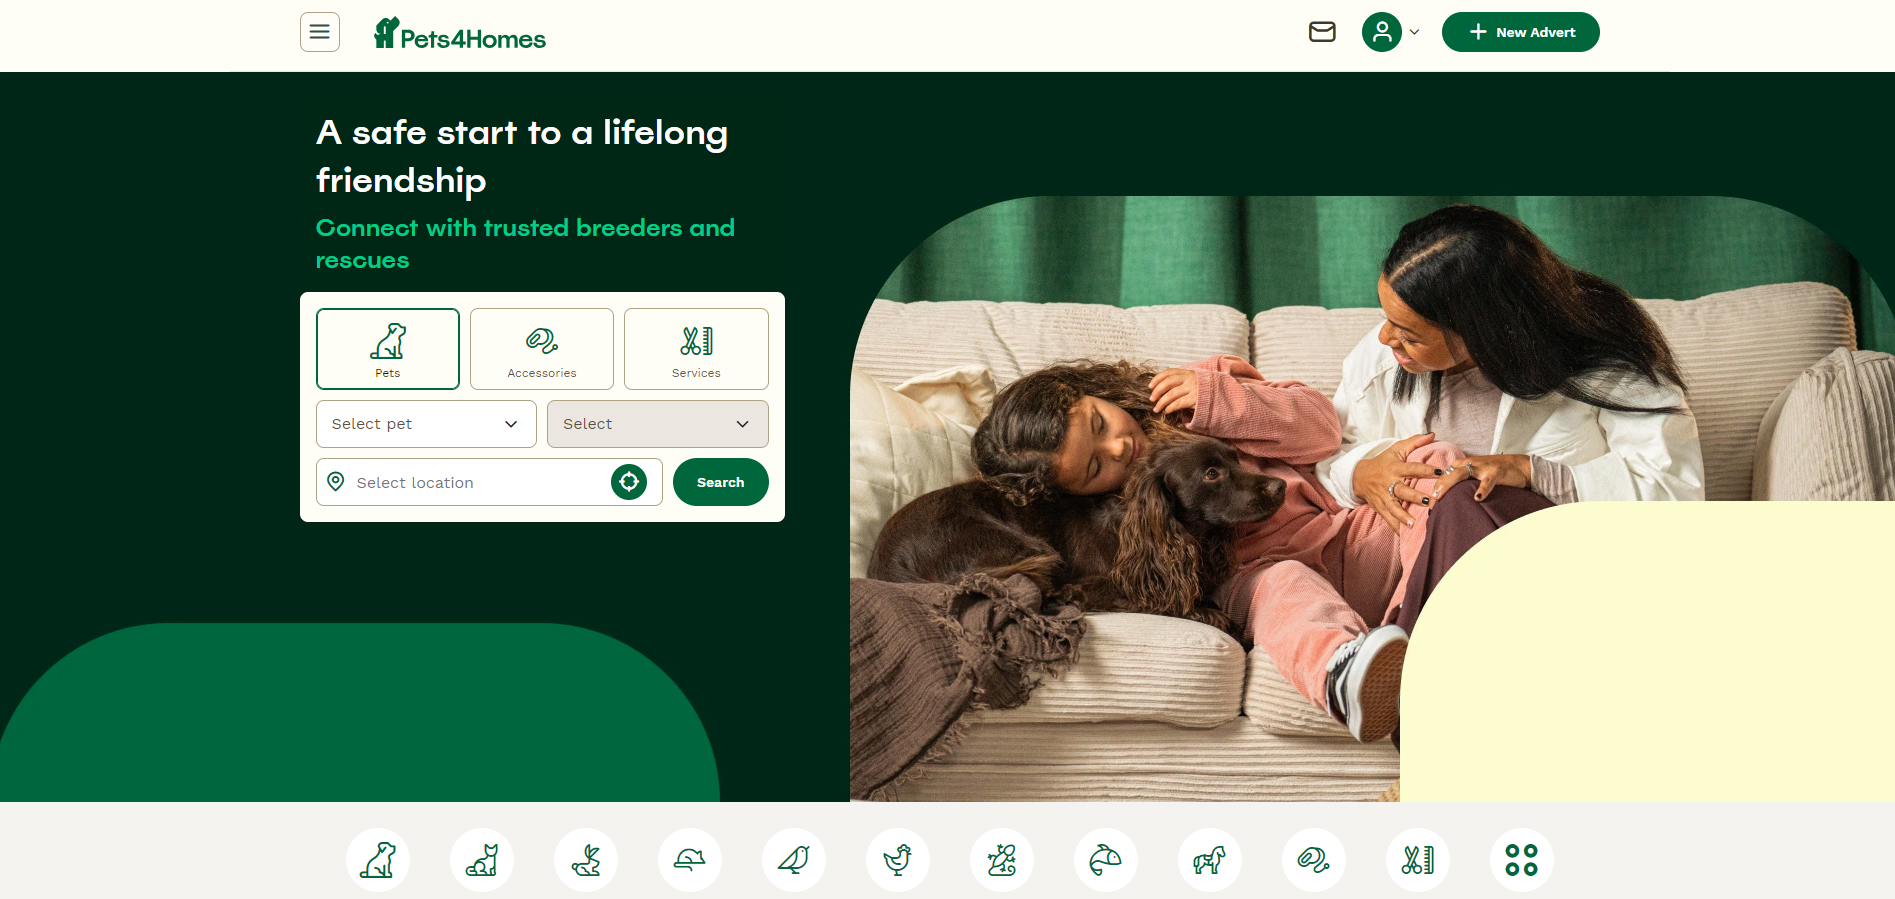 Pets4Homes
New Advert
A safe start to a lifelong
friendship
Connect with trusted breeders and
rescues
Pets
Accessories
Services
Select pet
Select
Select location
Search